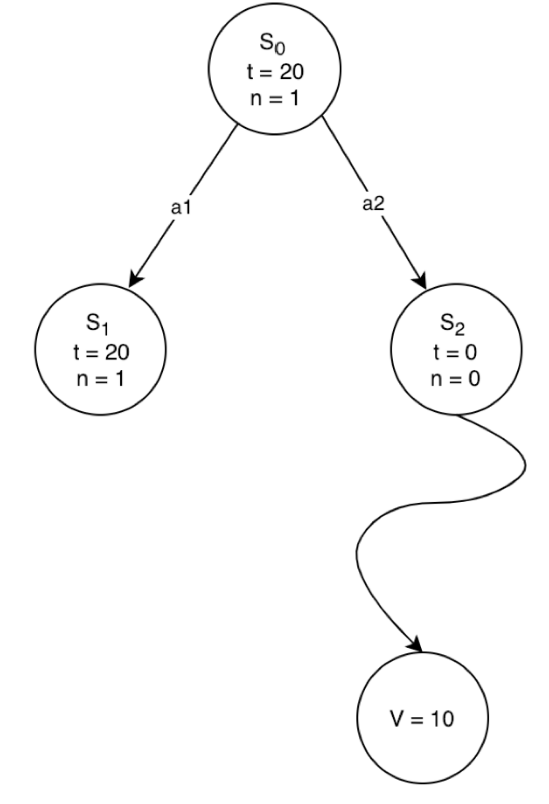 S₀
t = 20
n = 1
a1
a2
S₁
t = 20
n = 1
S₂
t = 0
n = 0
V = 10